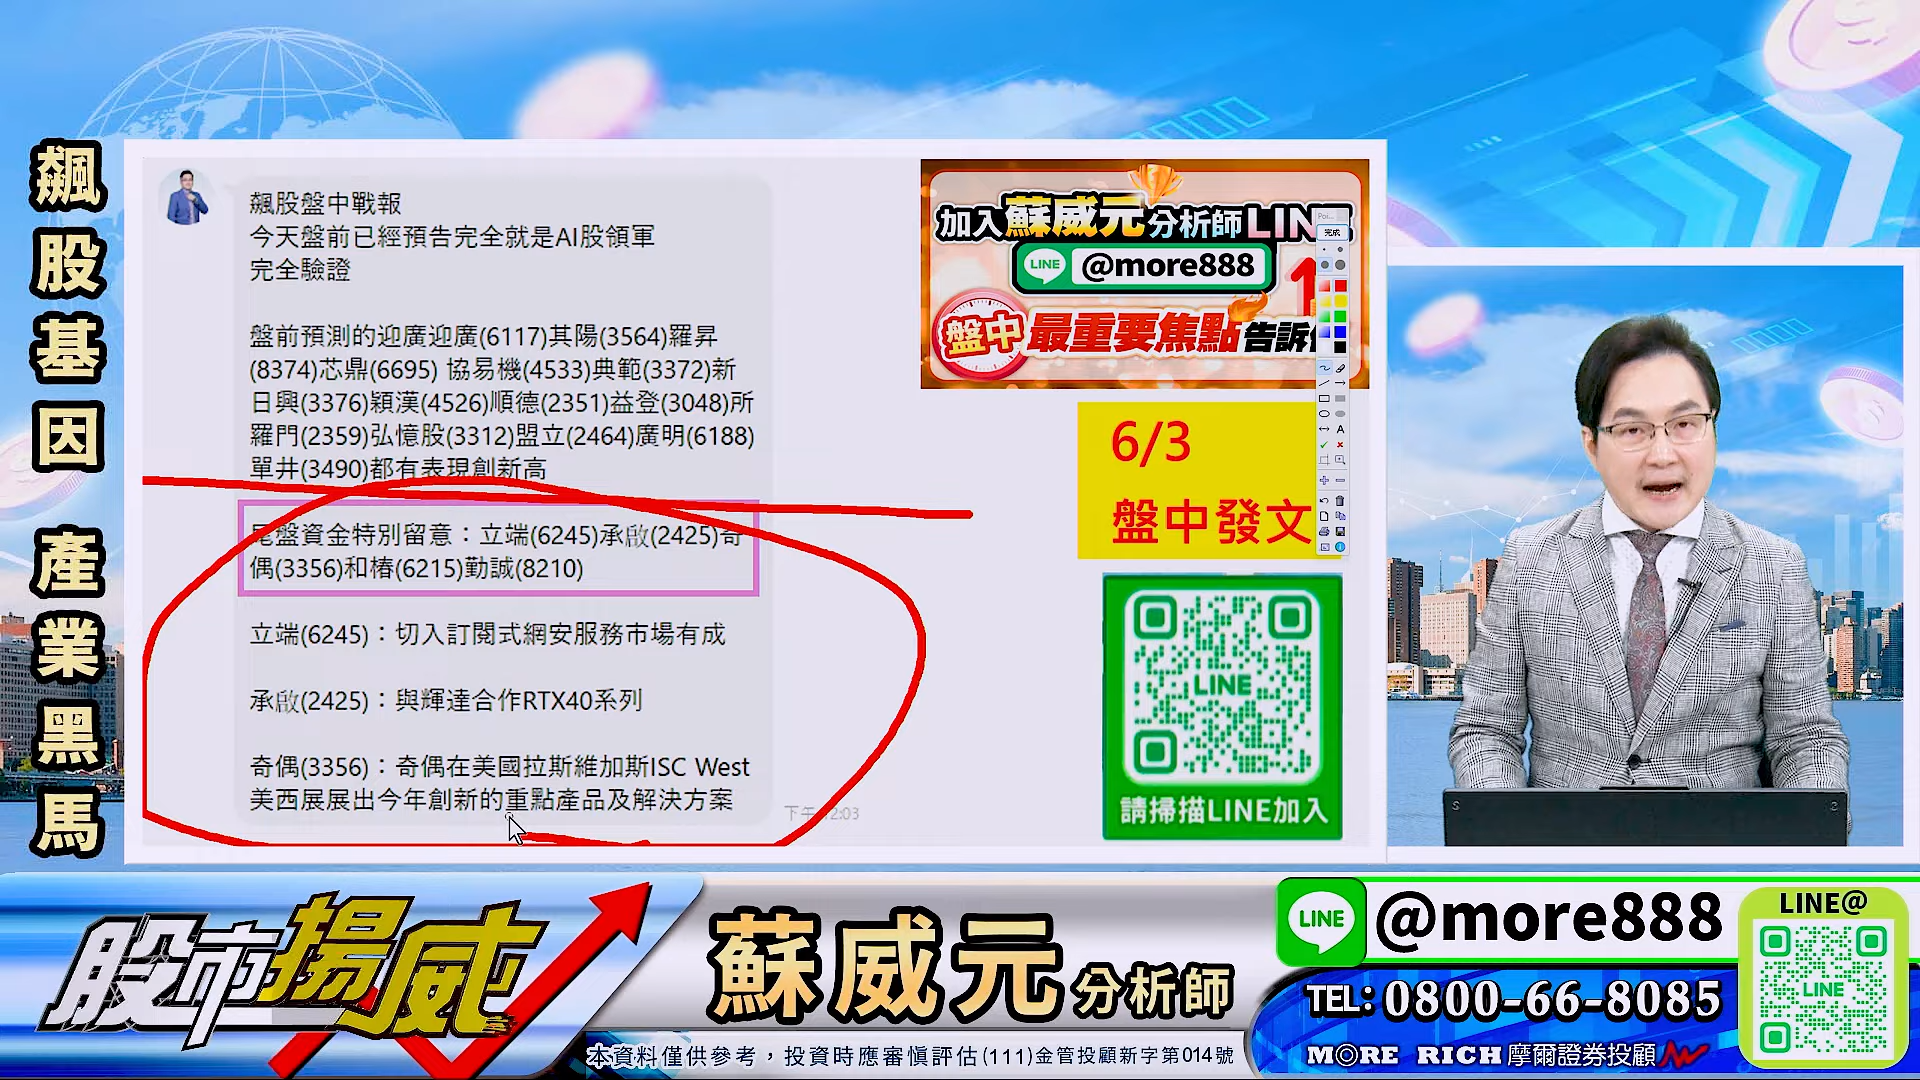 飆股基因 產業黑馬
飆股盤中戰報
今天盤前已經預告完全就是AI股領軍
完全驗證
盤前預測的迎廣迎廣(6117)其陽(3564)羅昇
(8374)芯鼎(6695) 協易機(4533)典範(3372)新
日興(3376)穎漢(4526)順德(2351)益登(3048)所
羅門(2359)弘憶股(3312)盟立(2464)廣明(6188)
單井(3490)都有表現創新高
尾盤資金特別留意：立端(6245)承啟(2425)奇
偶(3356)和椿(6215)勤誠(8210)
立端(6245)：切入訂閱式網安服務市場有成
承啟(2425)：與輝達合作RTX40系列
奇偶(3356)：奇偶在美國拉斯維加斯ISC West
美西展展出今年創新的重點產品及解決方案
加入蘇威元分析師LIN
LINE @more888
盤中 最重要焦點告訴
完成
6/3
盤中發文
LINE
請掃描LINE加入
股市揚威
蘇威元 分析師
本資料僅供參考，投資時應審慎評估(111)金管投顧新字第014號
LINE @more888
TEL:0800-66-8085
MORE RICH 摩爾證券投顧
LINE@
LINE